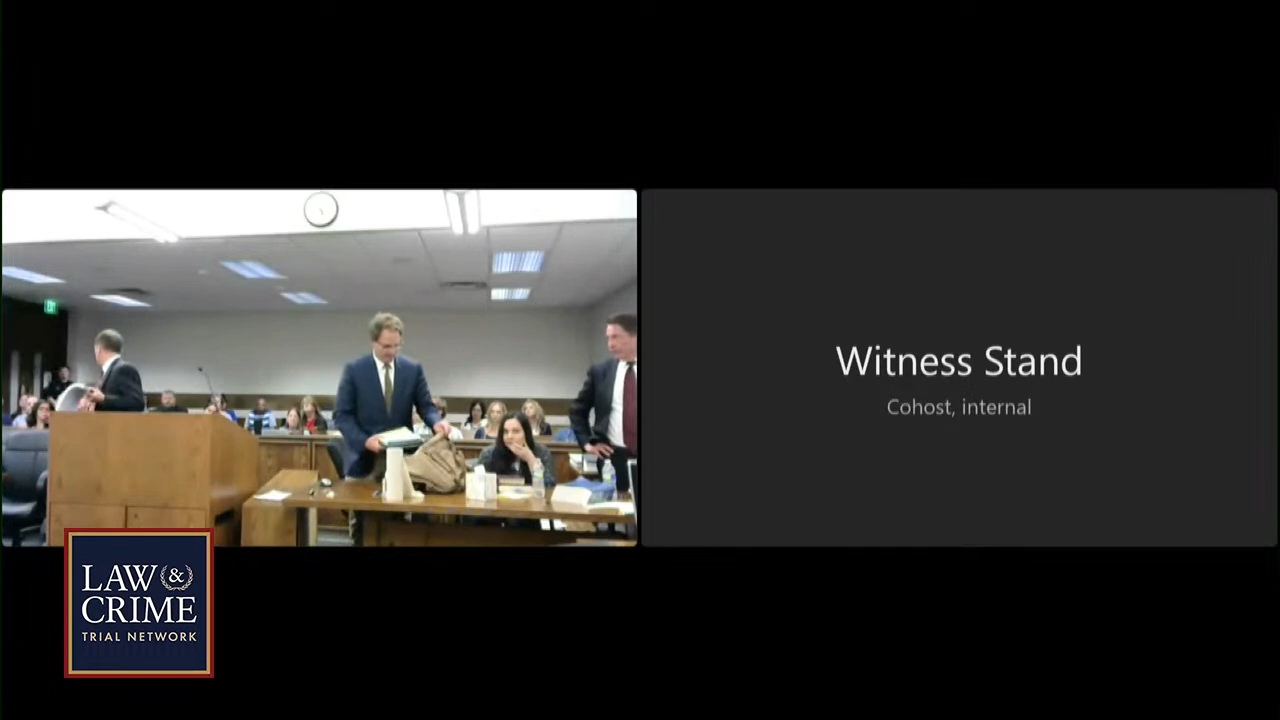 Witness Stand
Cohost, internal
LAW &
CRIME
TRIAL NETWORK